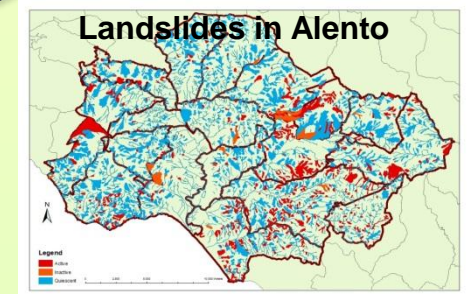 Landslides in Alento
N
Legend
Active
Inactive
Quiescent